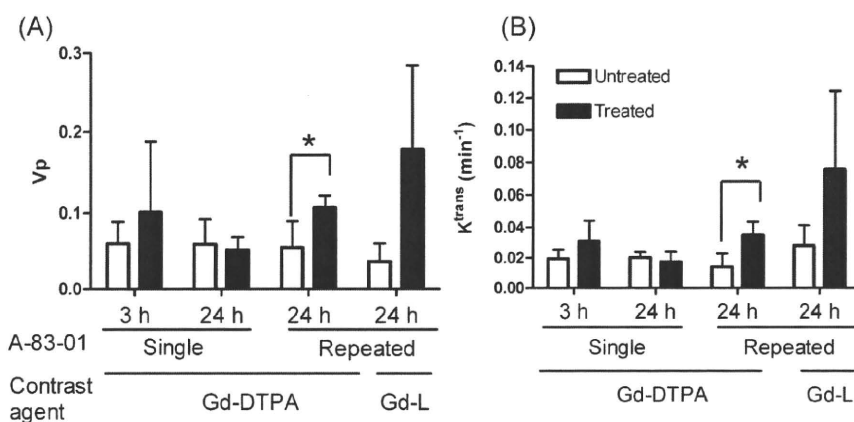 (A)
0.3
0.2
0.1
0.0
Vp
*
3 h 24 h 24 h 24 h
A-83-01
Single Repeated
Contrast agent
Gd-DTPA Gd-L
(B)
0.14
0.12
0.10
0.08
0.06
0.04
0.02
0.00
Ktrans (min-1)
Untreated
Treated
*
3 h 24 h 24 h 24 h
Single Repeated
Gd-DTPA Gd-L